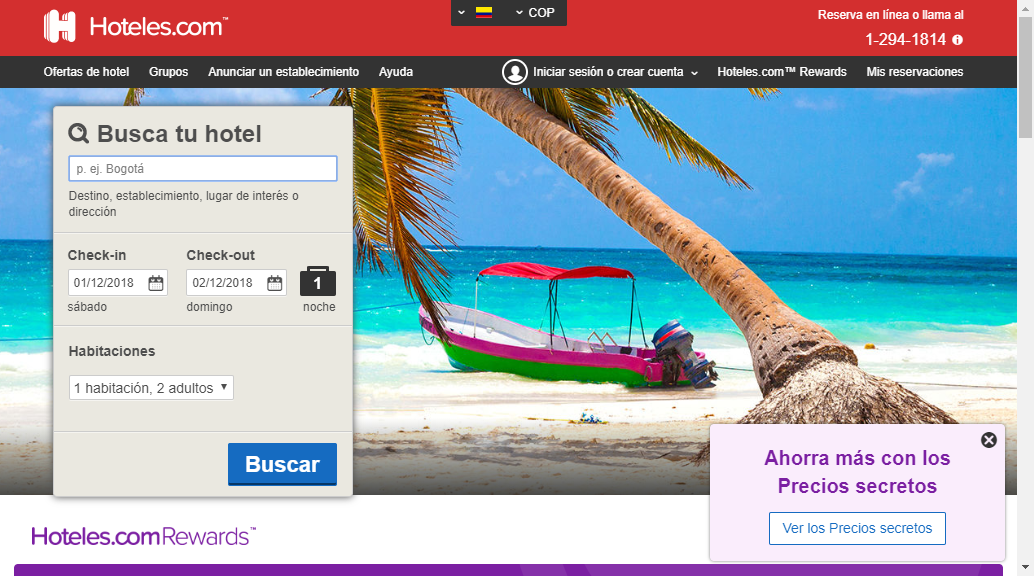 Hoteles.com™
COP
Reserva en línea o llama al
1-294-1814
Ofertas de hotel
Grupos
Anunciar un establecimiento
Ayuda
Iniciar sesión o crear cuenta
Hoteles.com™ Rewards
Mis reservaciones
Busca tu hotel
p. ej. Bogotá
Destino, establecimiento, lugar de interés o
dirección
Check-in
Check-out
01/12/2018
02/12/2018
1
sábado
domingo
noche
Habitaciones
1 habitación, 2 adultos
Buscar
Ahorra más con los
Precios secretos
Ver los Precios secretos
Hoteles.com Rewards™